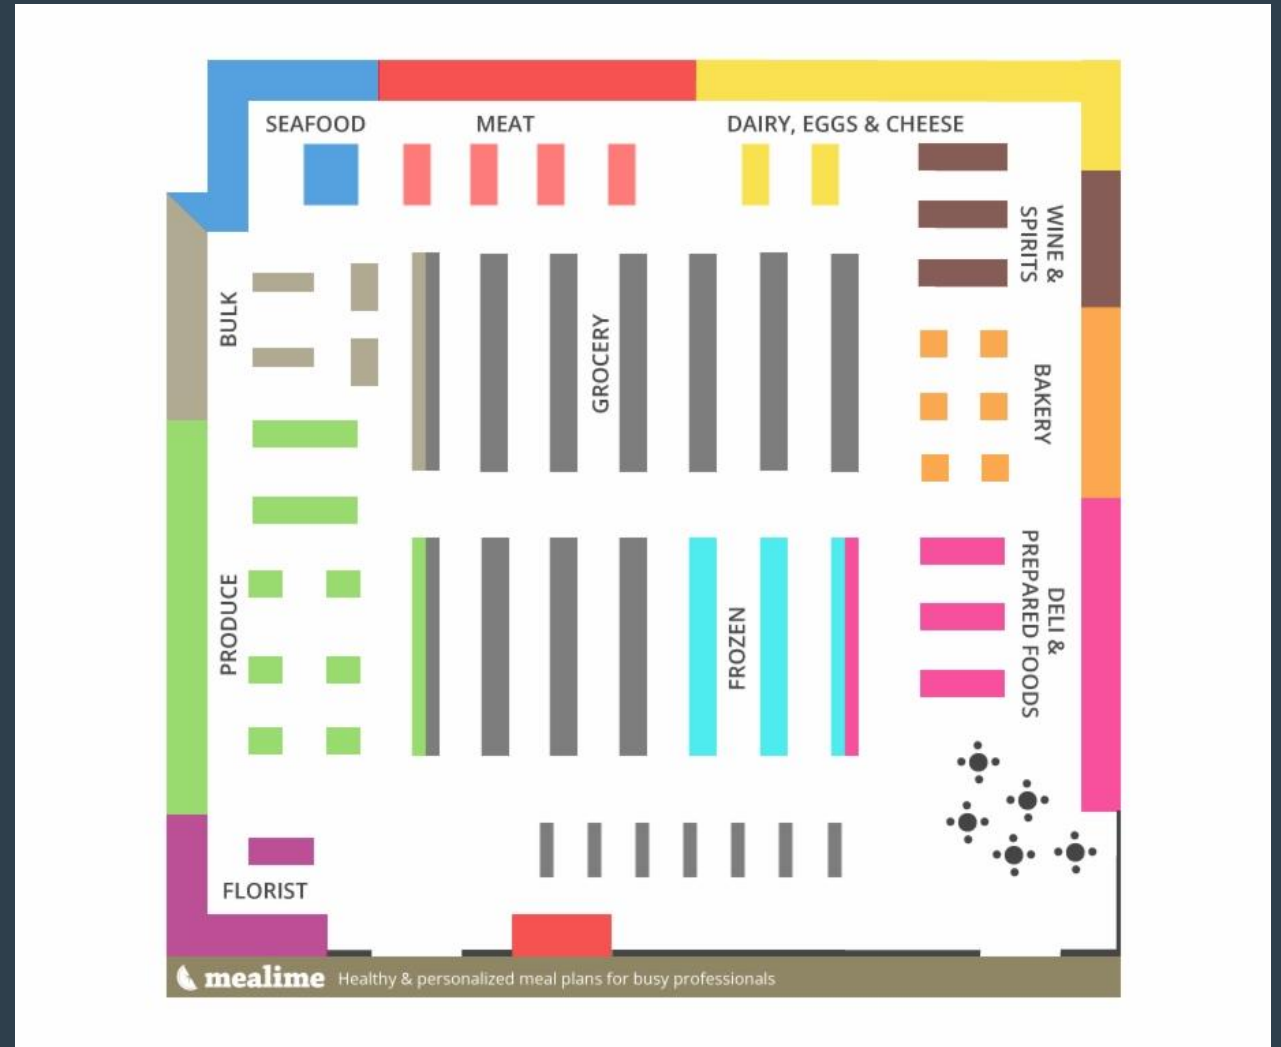 SEAFOOD
MEAT
DAIRY, EGGS & CHEESE
WINE &
SPIRITS
BULK
GROCERY
BAKERY
PRODUCE
FROZEN
DELI &
PREPARED FOODS
FLORIST
mealime Healthy & personalized meal plans for busy professionals